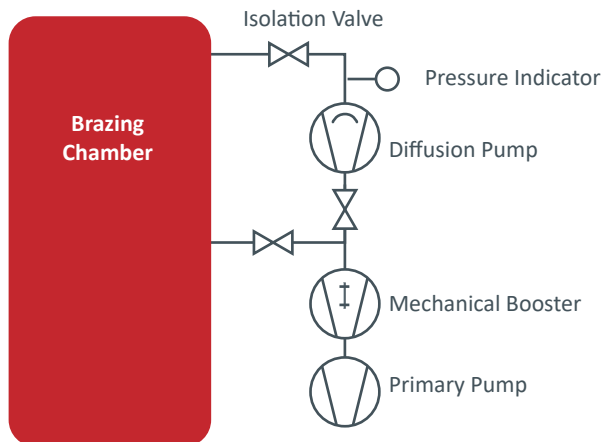 Isolation Valve
Pressure Indicator
Brazing
Chamber
Diffusion Pump
Mechanical Booster
Primary Pump